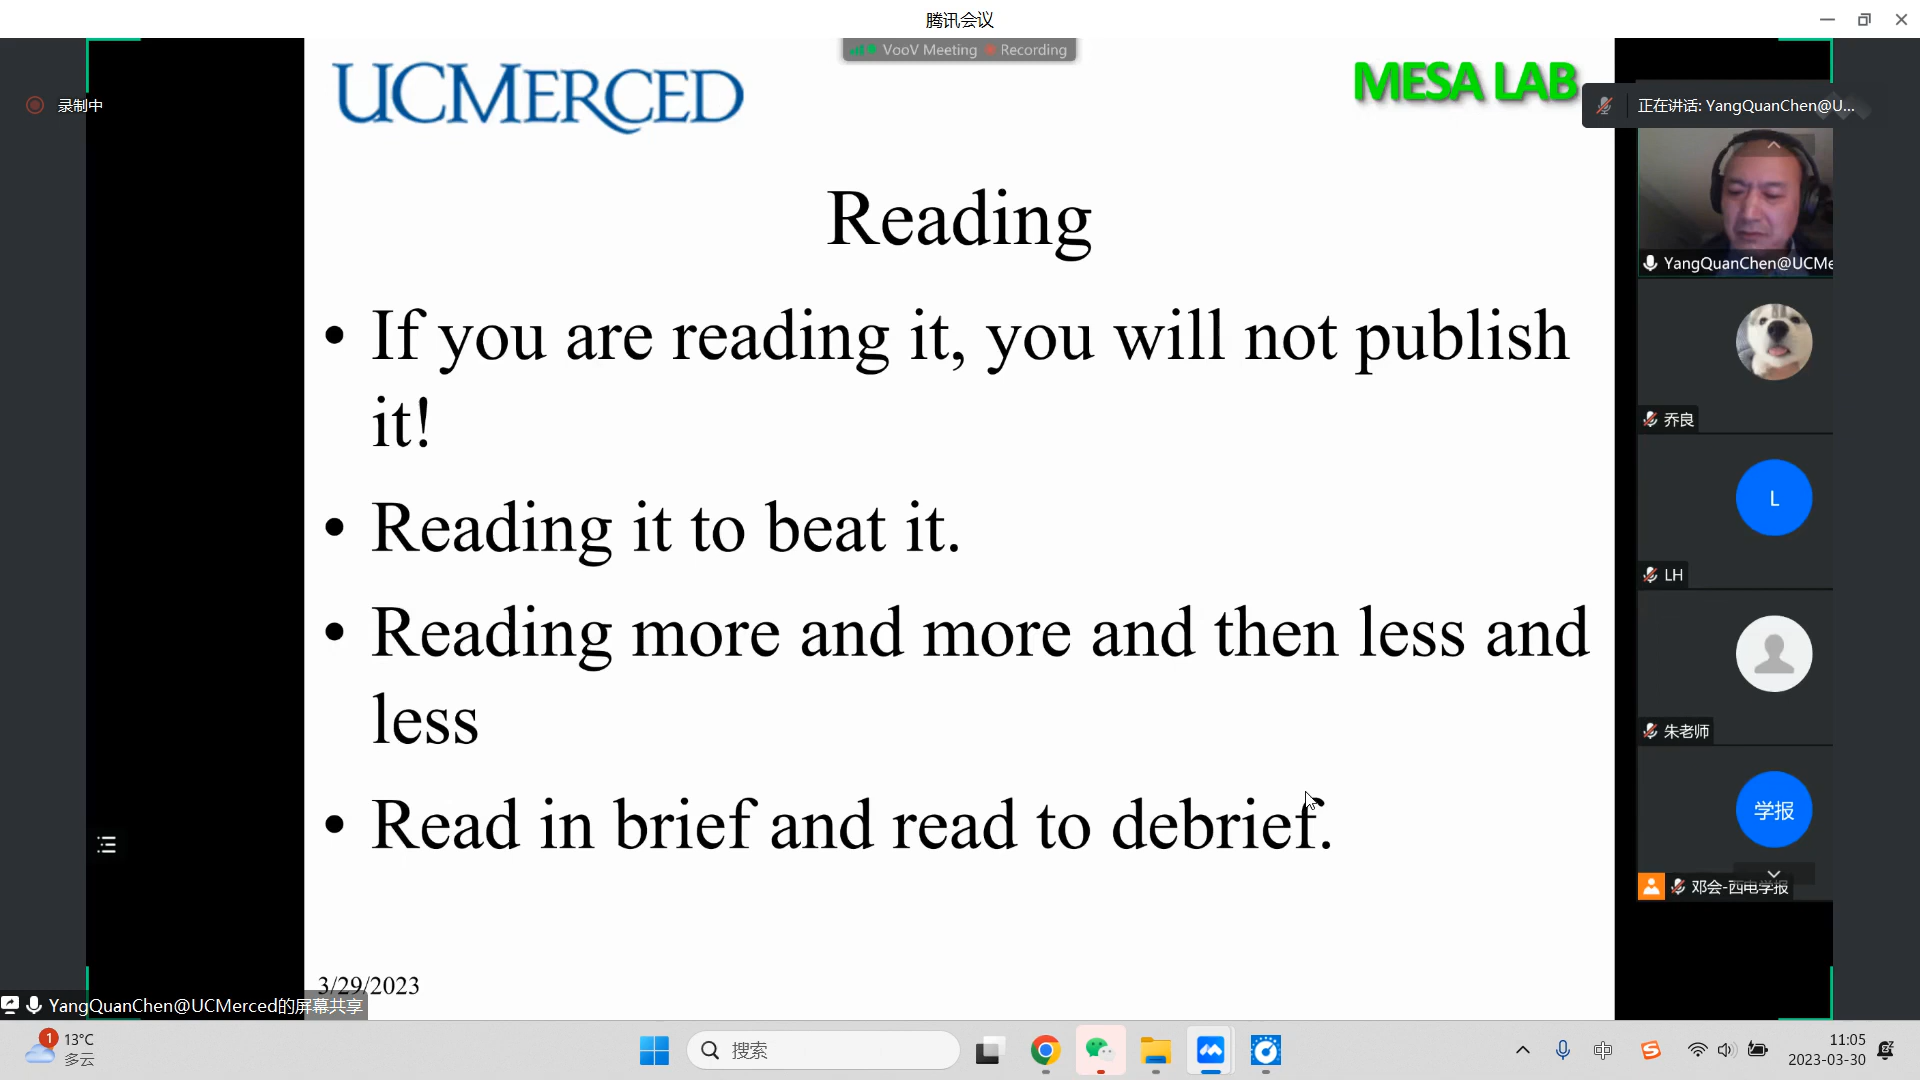 腾讯会议
VooV Meeting Recording
UCMERCED
MESA LAB
录制中
正在讲话: YangQuanChen@U...
Reading
YangQuanChen@UCMe
• If you are reading it, you will not publish
it!
乔良
• Reading it to beat it.
L
LH
• Reading more and more and then less and
less
朱老师
• Read in brief and read to debrief.
学报
邓会-西电学报
3/29/2023
YangQuanChen@UCMerced的屏幕共享
1
13°C
多云
搜索
中
11:05
2023-03-30